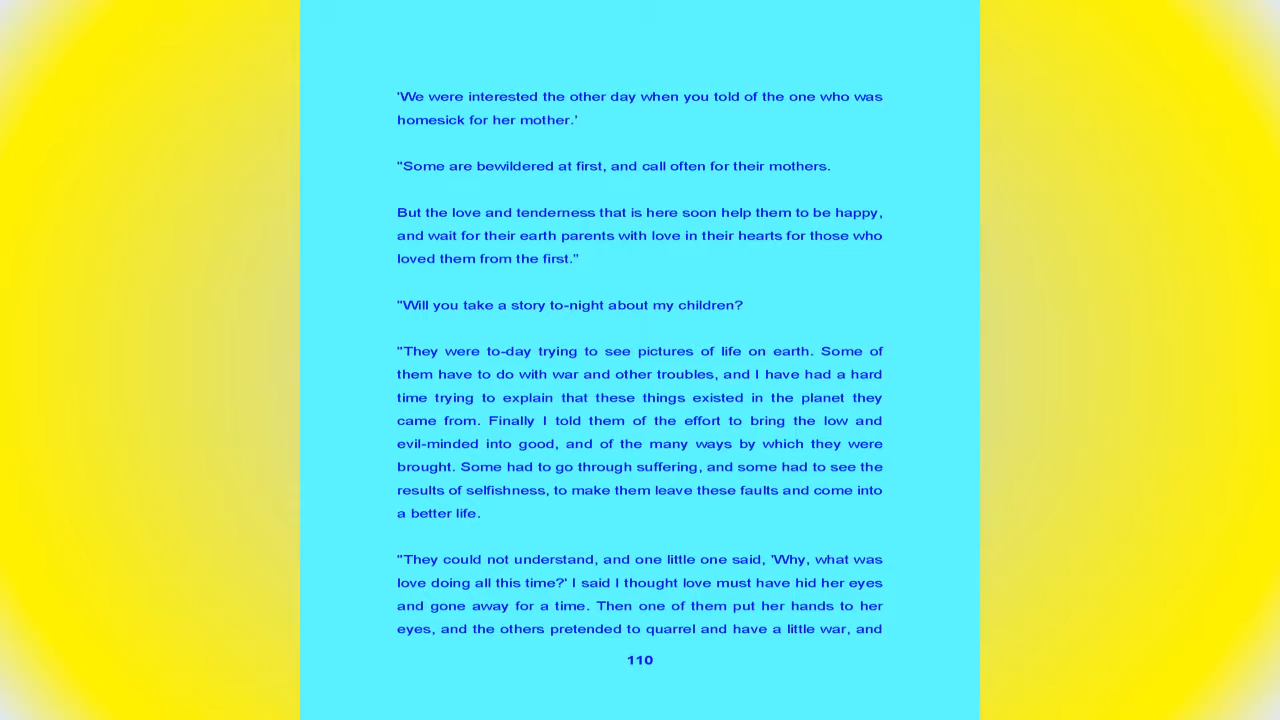 'We were interested the other day when you told of the one who was
homesick for her mother.'
"Some are bewildered at first, and call often for their mothers.
But the love and tenderness that is here soon help them to be happy,
and wait for their earth parents with love in their hearts for those who
loved them from the first."
"Will you take a story to-night about my children?
"They were to-day trying to see pictures of life on earth. Some of
them have to do with war and other troubles, and I have had a hard
time trying to explain that these things existed in the planet they
came from. Finally I told them of the effort to bring the low and
evil-minded into good, and of the many ways by which they were
brought. Some had to go through suffering, and some had to see the
results of selfishness, to make them leave these faults and come into
a better life.
"They could not understand, and one little one said, 'Why, what was
love doing all this time?' I said I thought love must have hid her eyes
and gone away for a time. Then one of them put her hands to her
eyes, and the others pretended to quarrel and have a little war, and
110